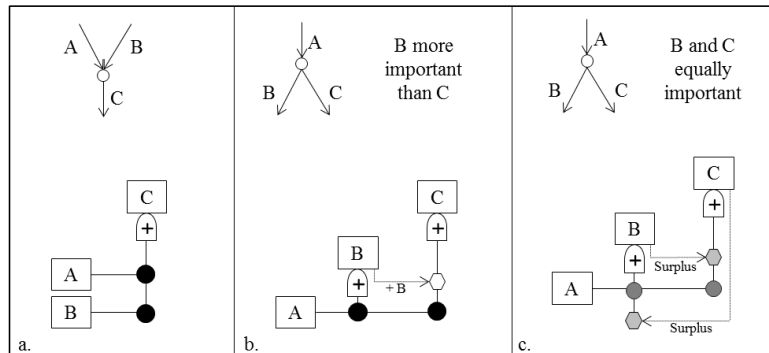 A
B
C
C
+
A
B
a.
A
B
C
B more
important
than C
C
+
B
+
+ B
A
b.
A
B
C
B and C
equally
important
C
+
B
+
Surplus
A
Surplus
c.